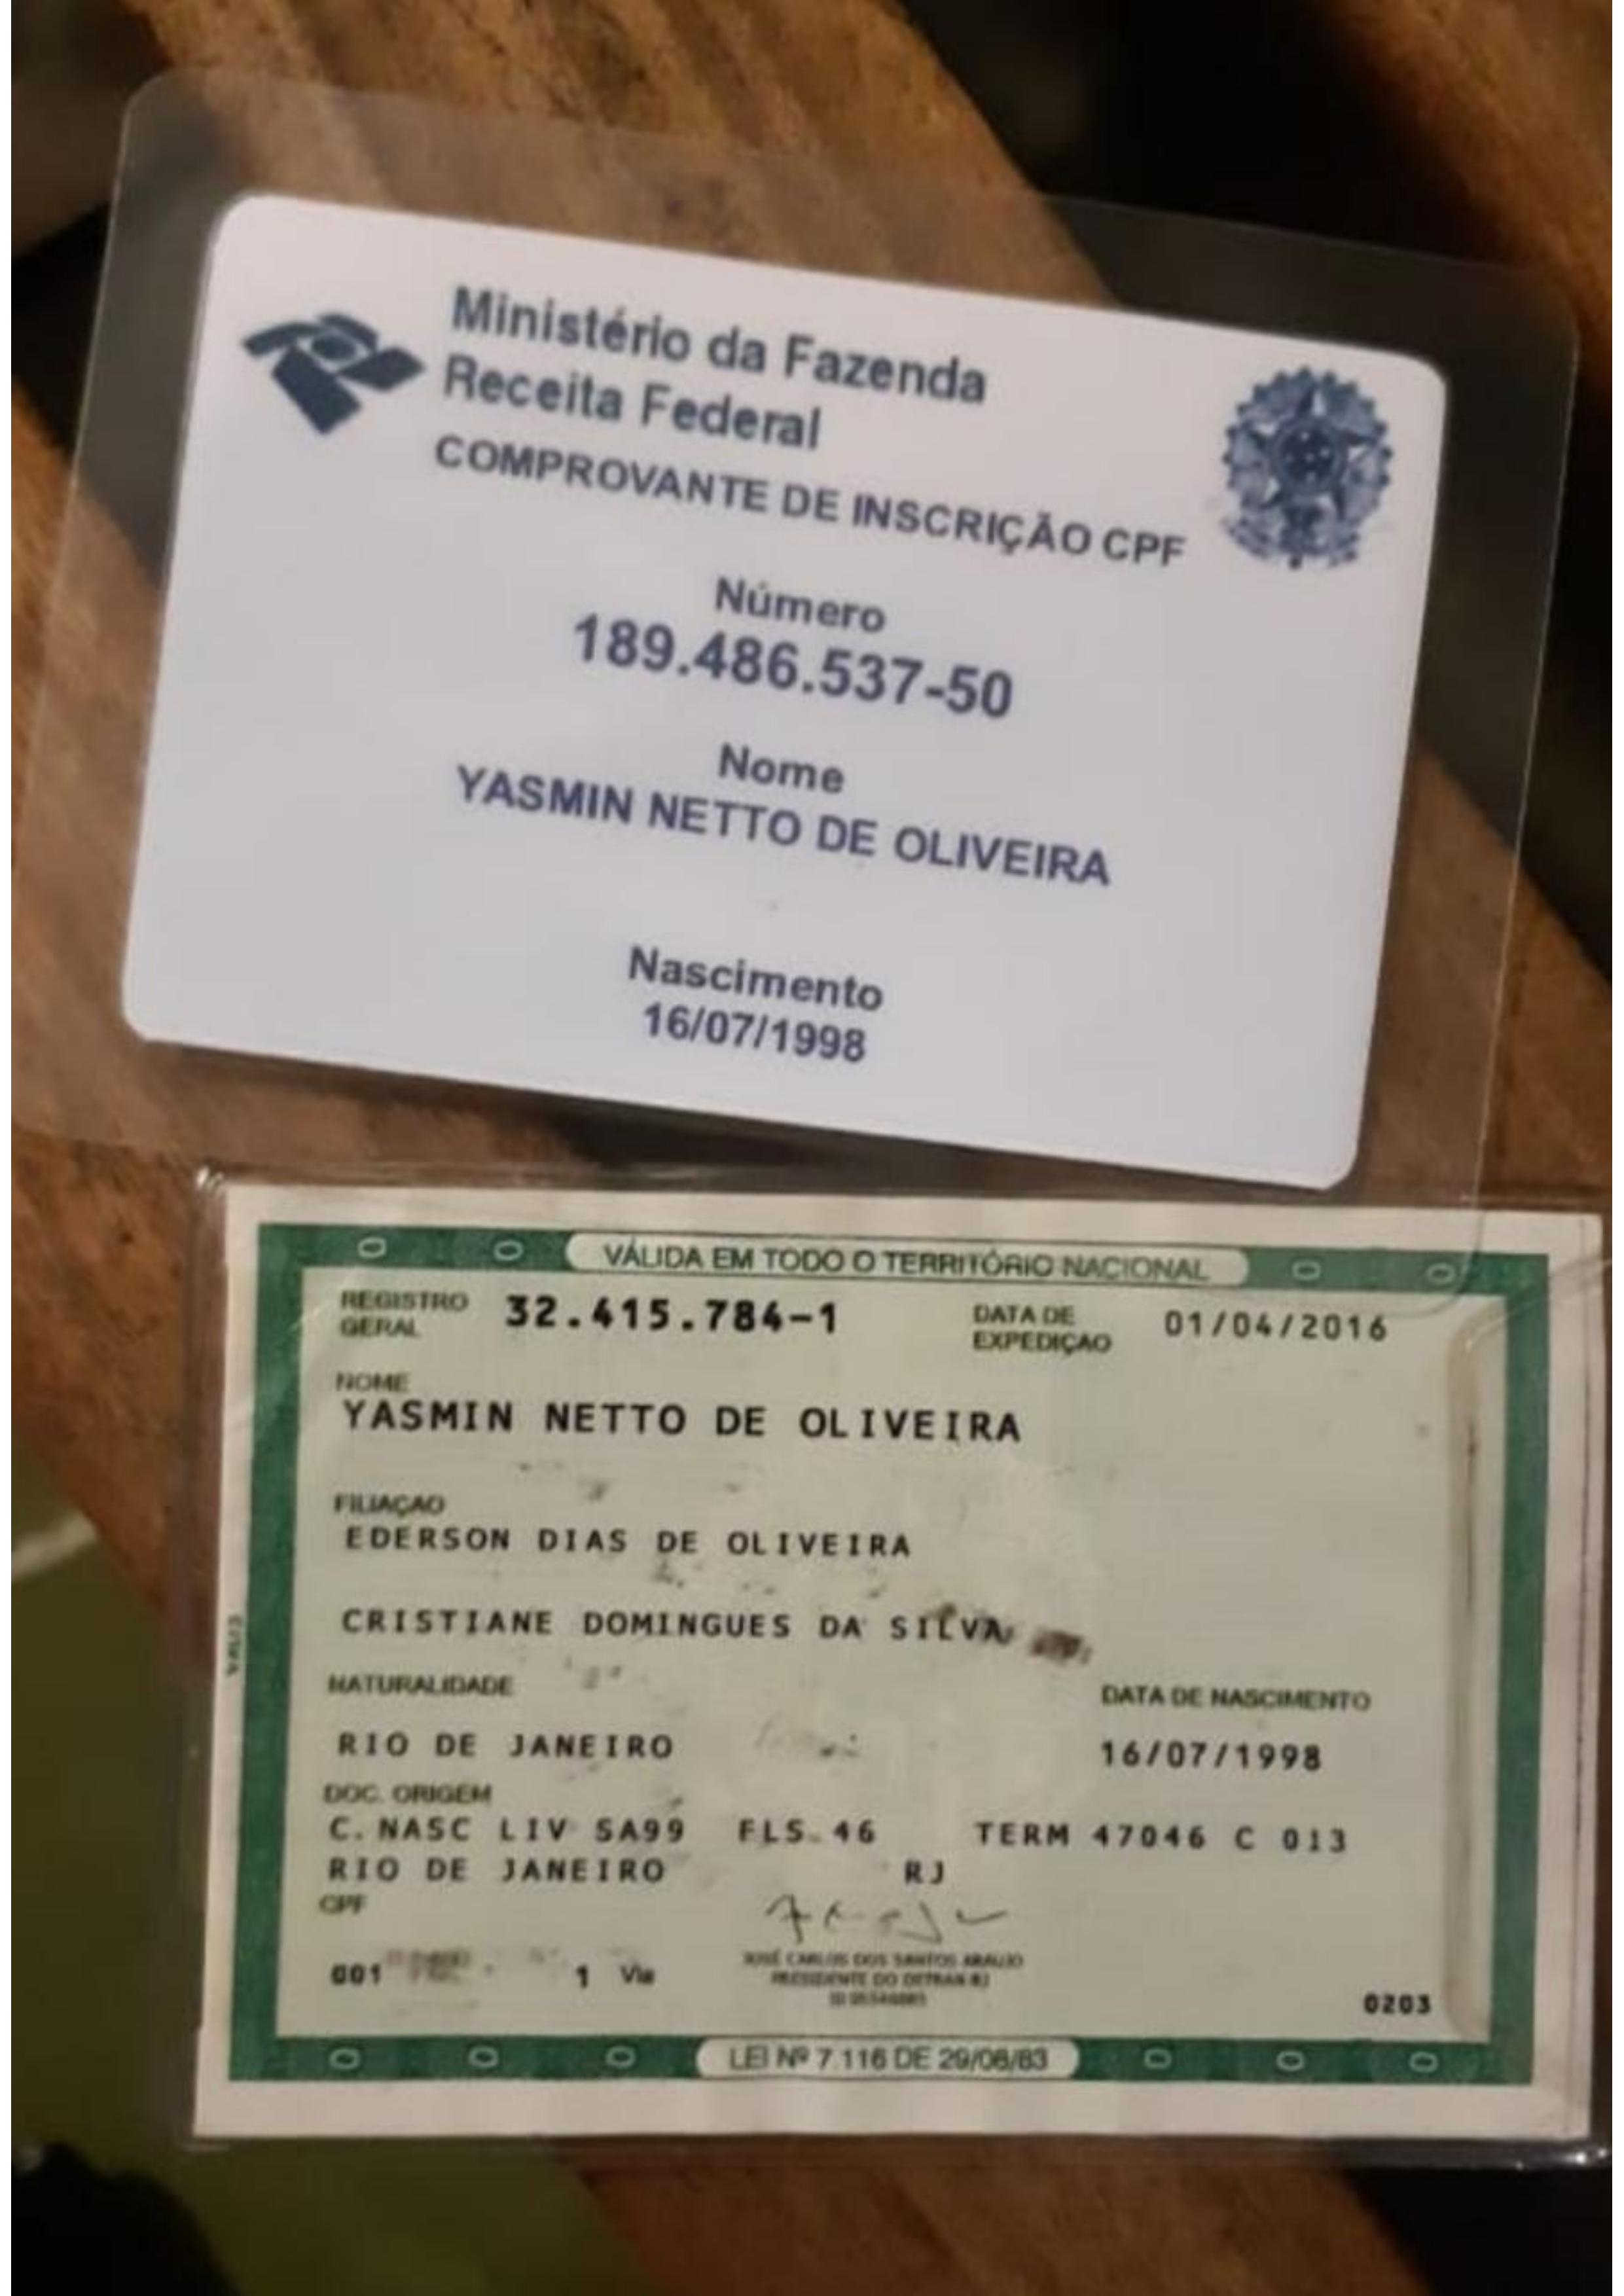 Ministério da Fazenda
Receita Federal
COMPROVANTE DE INSCRIÇÃO CPF
Número
189.486.537-50
Nome
YASMIN NETTO DE OLIVEIRA
Nascimento
16/07/1998
VÁLIDA EM TODO O TERRITÓRIO NACIONAL
REGISTRO GERAL 32.415.784-1 DATA DE EXPEDIÇÃO 01/04/2016
NOME
YASMIN NETTO DE OLIVEIRA
FILIAÇÃO
EDERSON DIAS DE OLIVEIRA
CRISTIANE DOMINGUES DA SILVA
NATURALIDADE DATA DE NASCIMENTO
RIO DE JANEIRO 16/07/1998
DOC. ORIGEM
C. NASC LIV SA99 FLS 46 TERM 47046 C 013
RIO DE JANEIRO RJ
CPF
001 1 Via
JOSÉ CARLOS DOS SANTOS ARAUJO
PRESIDENTE DO DETRAN-RJ
0203
LEI Nº 7.116 DE 29/08/83